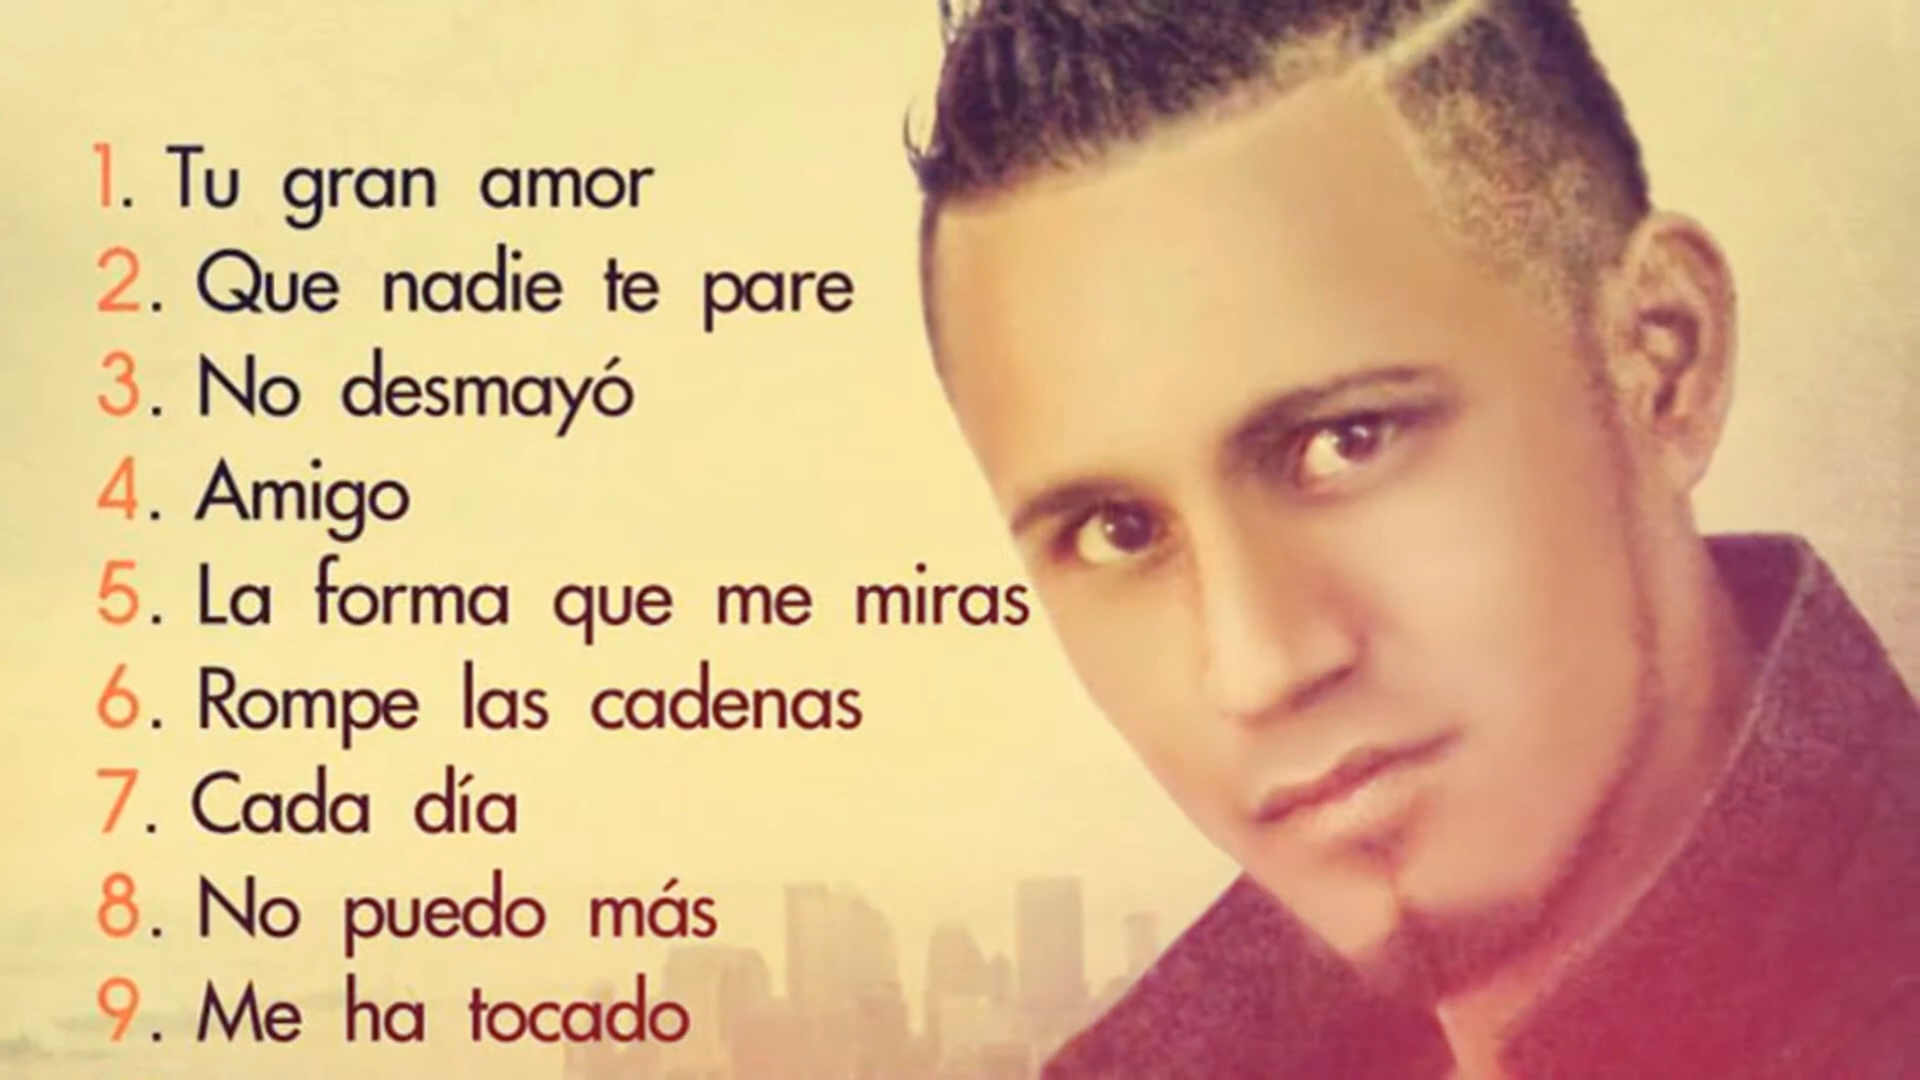 1. Tu gran amor
2. Que nadie te pare
3. No desmayó
4. Amigo
5. La forma que me miras
6. Rompe las cadenas
7. Cada día
8. No puedo más
9. Me ha tocado